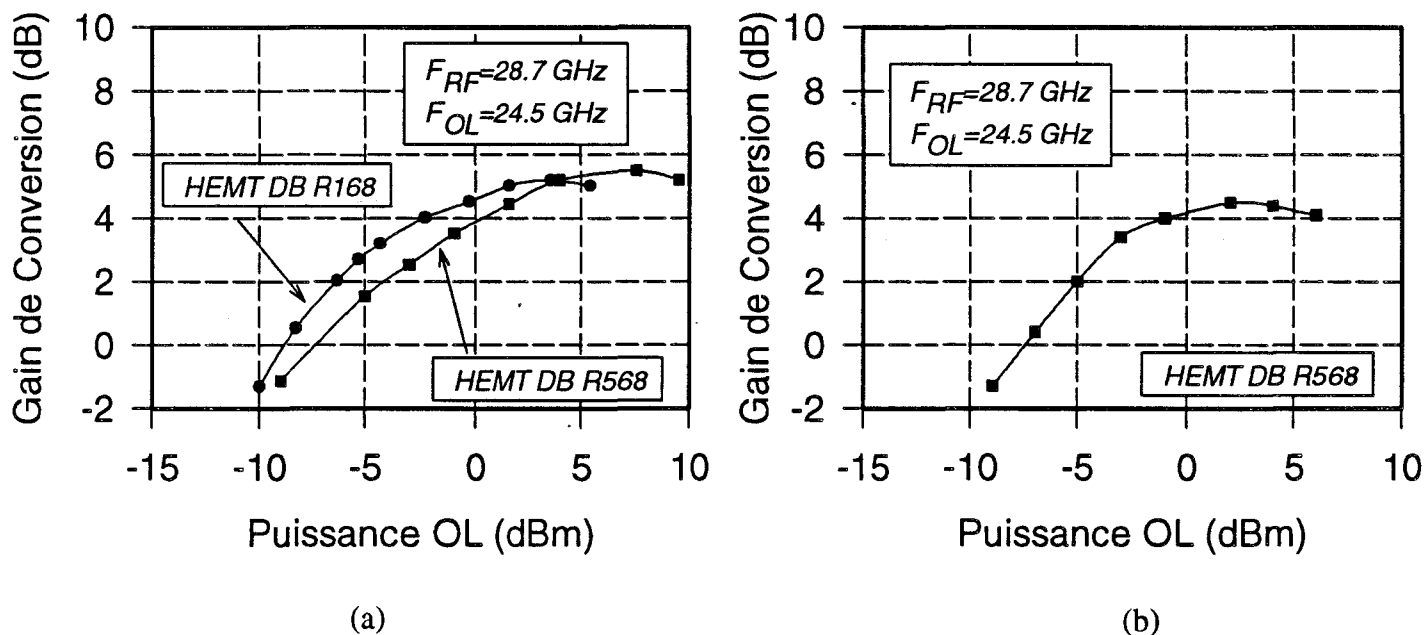 Gain de Conversion (dB)
10
8
6
4
2
0
-2
F_RF=28.7 GHz
F_OL=24.5 GHz
HEMT DB R168
HEMT DB R568
-15 -10 -5 0 5 10
Puissance OL (dBm)
(a)
Gain de Conversion (dB)
10
8
6
4
2
0
-2
F_RF=28.7 GHz
F_OL=24.5 GHz
HEMT DB R568
-15 -10 -5 0 5 10
Puissance OL (dBm)
(b)